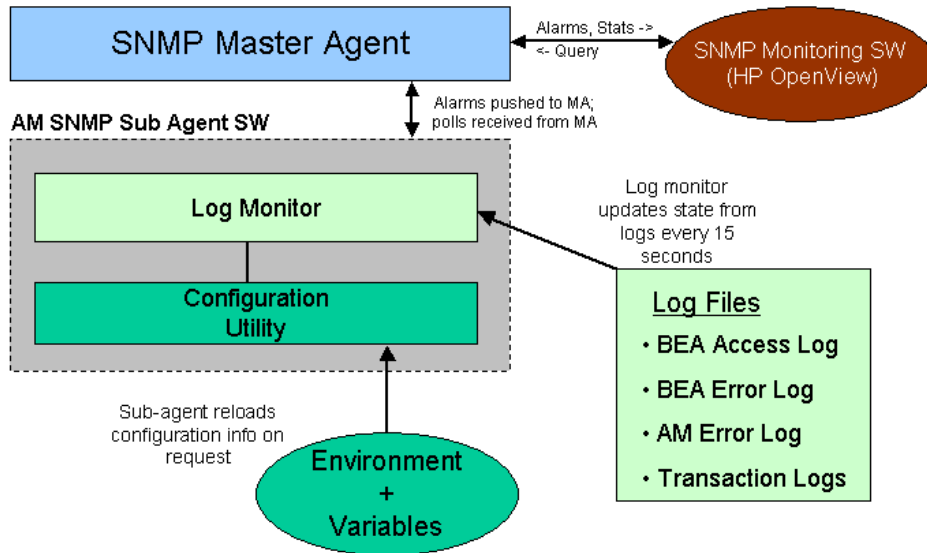 SNMP Master Agent
Alarms, Stats ->
<- Query
SNMP Monitoring SW
(HP OpenView)
Alarms pushed to MA;
polls received from MA
AM SNMP Sub Agent SW
Log Monitor
Configuration
Utility
Log monitor
updates state from
logs every 15
seconds
Log Files
• BEA Access Log
• BEA Error Log
• AM Error Log
• Transaction Logs
Sub-agent reloads
configuration info on
request
Environment
+
Variables